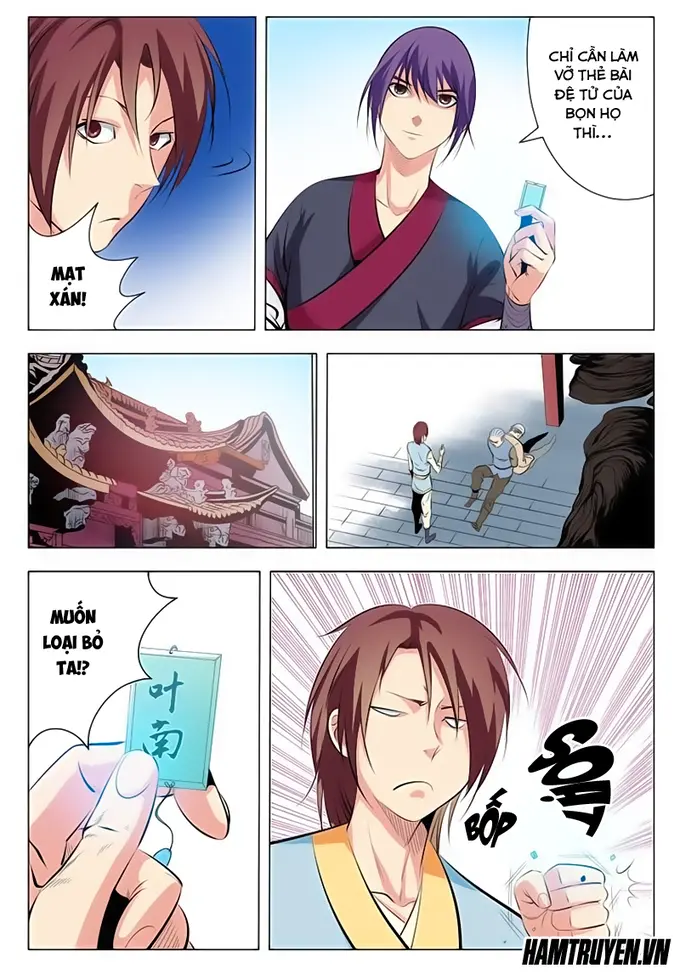 MẠT
XÁN!
CHỈ CẦN LÀM
VỠ THẺ BÀI
ĐỆ TỬ CỦA
BỌN HỌ
THÌ...
MUỐN
LOẠI BỎ
TA!?
叶
南
BỐP
HAMTRUYEN.VN